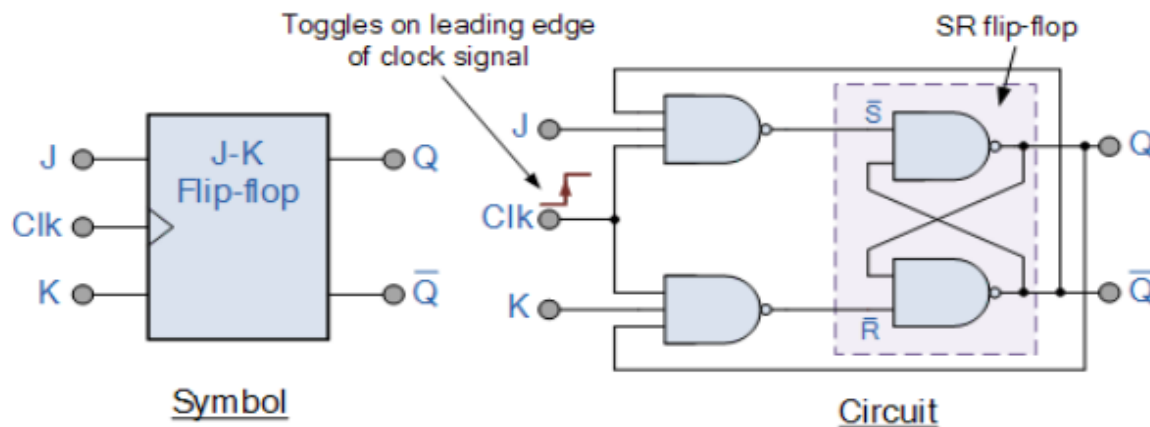 Toggles on leading edge
of clock signal
SR flip-flop
J
J-K
Flip-flop
Q
Clk
K
Q̅
Symbol
J
S̅
Q
Clk
K
R̅
Q̅
Circuit